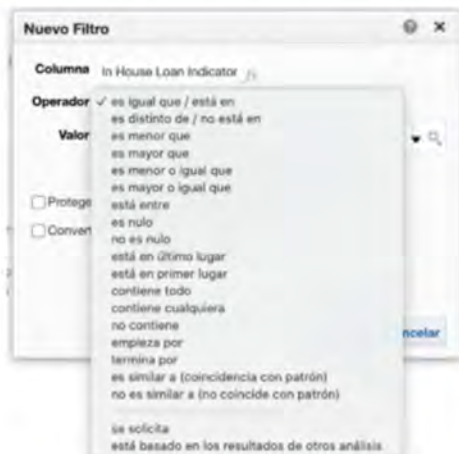 Nuevo Filtro
Columna In House Loan Indicator
Operador ✓ es igual que / está en
es distinto de / no está en
Valor es menor que
es mayor que
es menor o igual que
es mayor o igual que
Protege está entre
es nulo
Convert no es nulo
está en último lugar
está en primer lugar
contiene todo
contiene cualquiera
no contiene
ncelar
empieza por
termina por
es similar a (coincidencia con patrón)
no es similar a (no coincide con patrón)
se solicita
está basado en los resultados de otros análisis